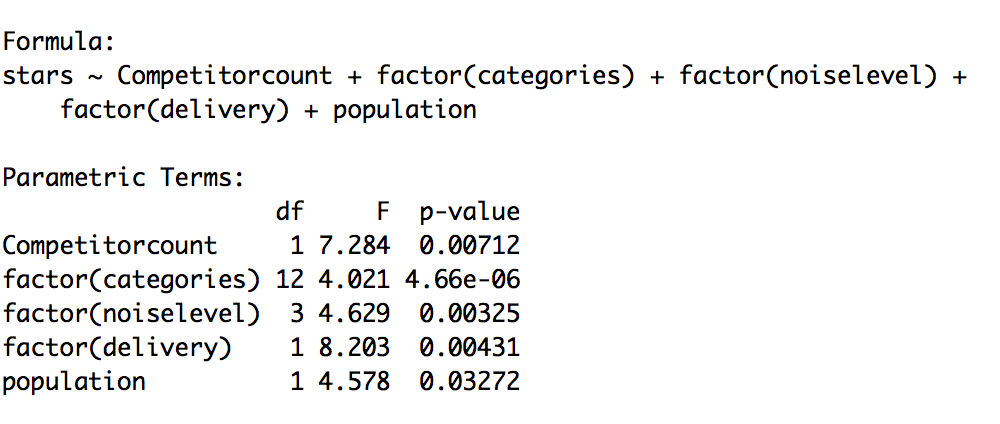 Formula:
stars ~ Competitorcount + factor(categories) + factor(noiselevel) +
    factor(delivery) + population
Parametric Terms:
                   df     F  p-value
Competitorcount     1 7.284  0.00712
factor(categories) 12 4.021 4.66e-06
factor(noiselevel)  3 4.629  0.00325
factor(delivery)    1 8.203  0.00431
population          1 4.578  0.03272